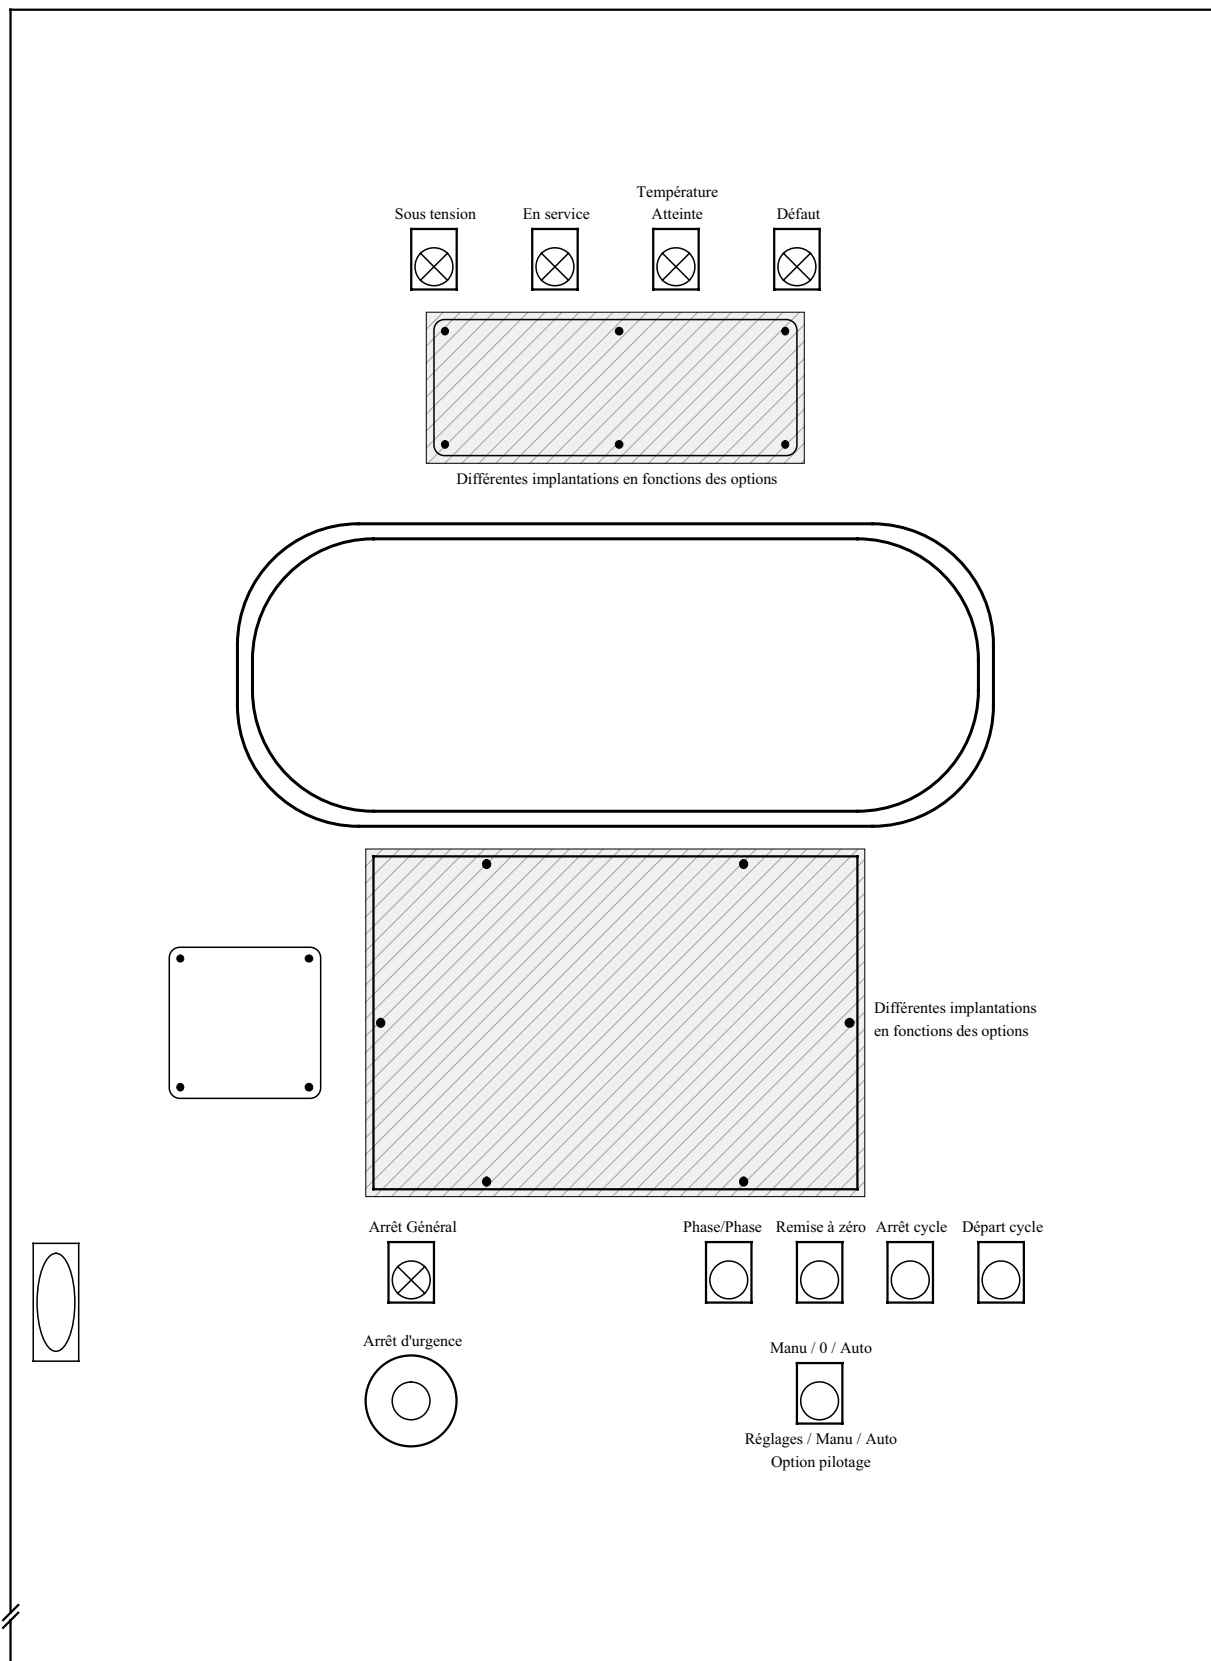 Sous tension
En service
Température
Atteinte
Défaut
Différentes implantations en fonctions des options
Différentes implantations
en fonctions des options
Arrêt Général
Phase/Phase
Remise à zéro
Arrêt cycle
Départ cycle
Arrêt d'urgence
Manu / 0 / Auto
Réglages / Manu / Auto
Option pilotage